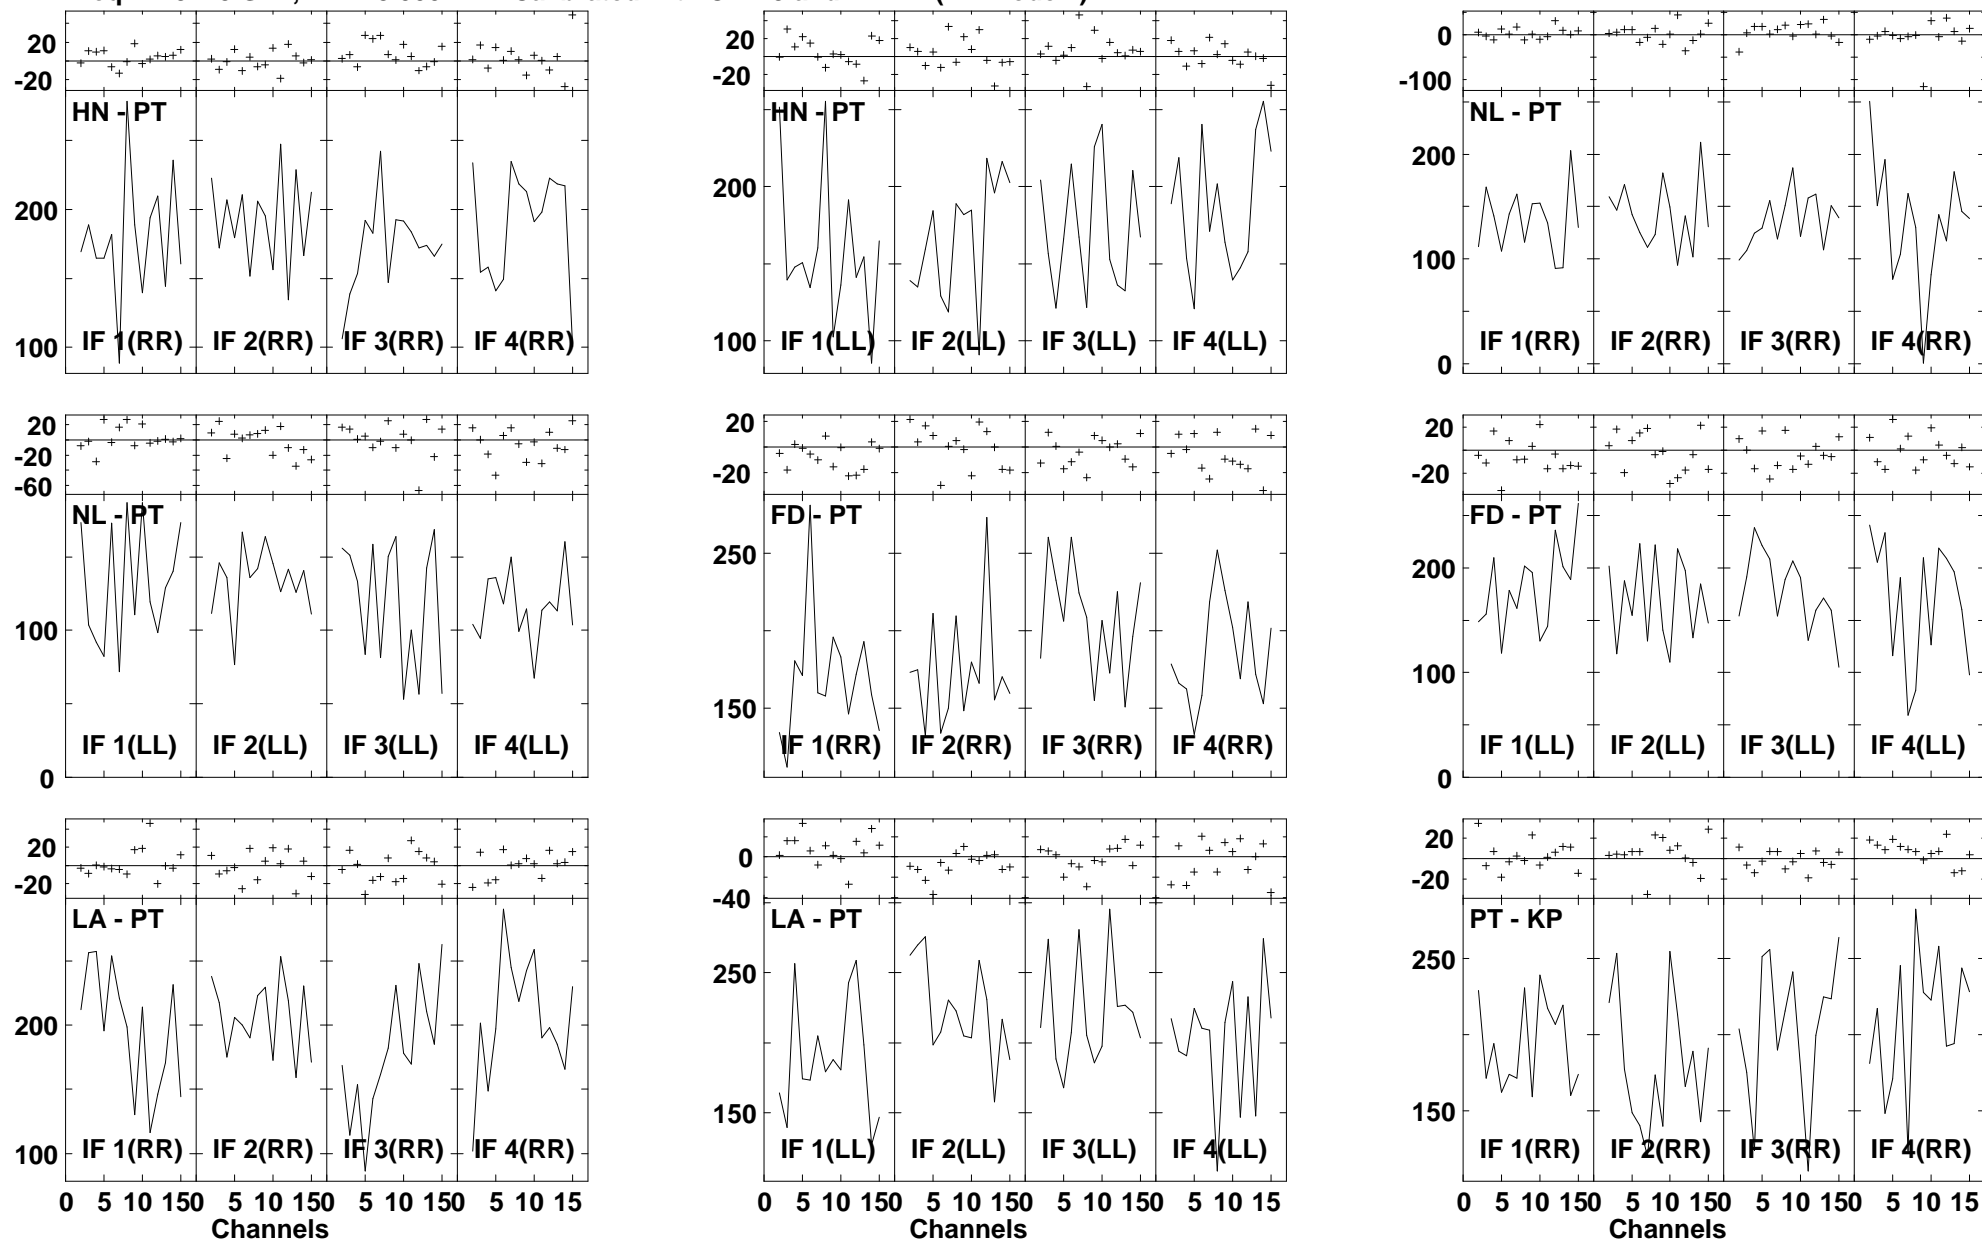 20 20 0
-20 -20 -100
HN - PT HN - PT NL - PT
200 200 200
100 100 100
0
IF 1(RR) IF 2(RR) IF 3(RR) IF 4(RR) IF 1(LL) IF 2(LL) IF 3(LL) IF 4(LL) IF 1(RR) IF 2(RR) IF 3(RR) IF 4(RR)
20 20 20
-20 -20 -20
-60
NL - PT FD - PT FD - PT
100 250 200
0 150 100
0
IF 1(LL) IF 2(LL) IF 3(LL) IF 4(LL) IF 1(RR) IF 2(RR) IF 3(RR) IF 4(RR) IF 1(LL) IF 2(LL) IF 3(LL) IF 4(LL)
20 0 20
-20 -40 -20
LA - PT LA - PT PT - KP
200 250 250
100 150 150
IF 1(RR) IF 2(RR) IF 3(RR) IF 4(RR) IF 1(LL) IF 2(LL) IF 3(LL) IF 4(LL) IF 1(RR) IF 2(RR) IF 3(RR) IF 4(RR)
0 5 10 150 5 10 150 5 10 150 5 10 15 0 5 10 150 5 10 150 5 10 150 5 10 15 0 5 10 150 5 10 150 5 10 150 5 10 15
Channels Channels Channels